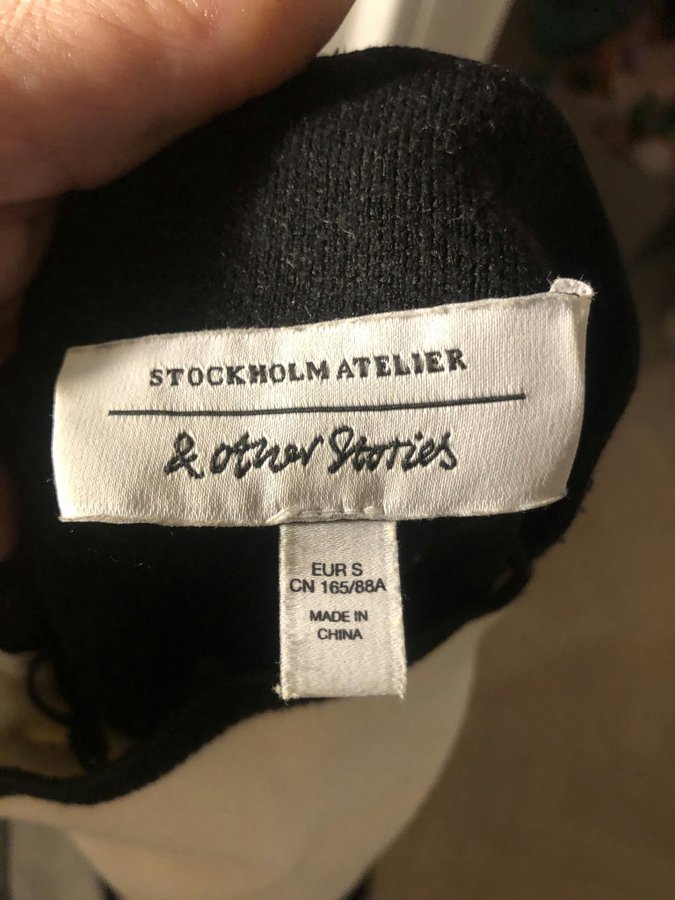 STOCKHOLM ATELIER
& other Stories
EUR S
CN 165/88A
MADE IN
CHINA